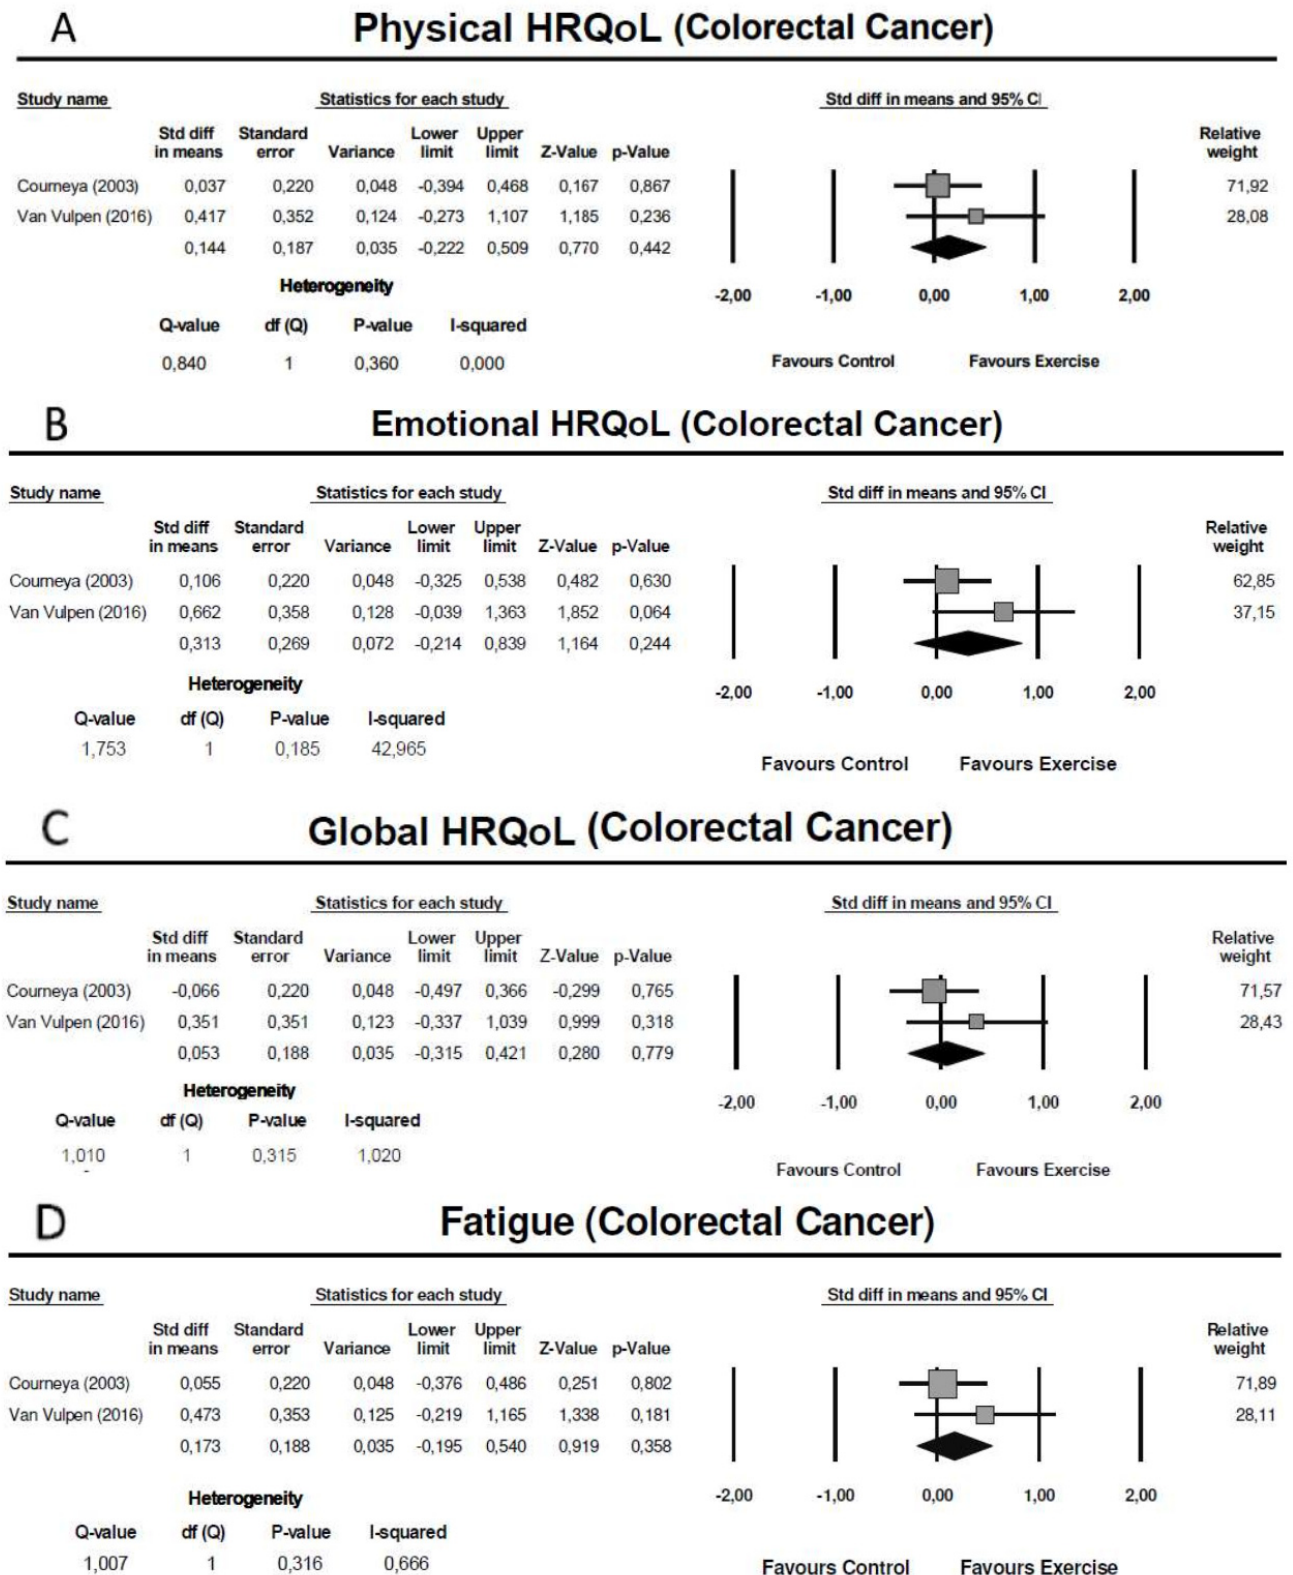 A Physical HRQoL (Colorectal Cancer)
Study name Statistics for each study Std diff in means and 95% CI
Std diff Standard Lower Upper Relative
in means error Variance limit limit Z-Value p-Value weight
Courneya (2003) 0,037 0,220 0,048 -0,394 0,468 0,167 0,867 71,92
Van Vulpen (2016) 0,417 0,352 0,124 -0,273 1,107 1,185 0,236 28,08
0,144 0,187 0,035 -0,222 0,509 0,770 0,442
Heterogeneity
-2,00 -1,00 0,00 1,00 2,00
Q-value df (Q) P-value I-squared
0,840 1 0,360 0,000
Favours Control Favours Exercise
B Emotional HRQoL (Colorectal Cancer)
Study name Statistics for each study Std diff in means and 95% CI
Std diff Standard Lower Upper Relative
in means error Variance limit limit Z-Value p-Value weight
Courneya (2003) 0,106 0,220 0,048 -0,325 0,538 0,482 0,630 62,85
Van Vulpen (2016) 0,662 0,358 0,128 -0,039 1,363 1,852 0,064 37,15
0,313 0,269 0,072 -0,214 0,839 1,164 0,244
Heterogeneity
-2,00 -1,00 0,00 1,00 2,00
Q-value df (Q) P-value I-squared
1,753 1 0,185 42,965
Favours Control Favours Exercise
C Global HRQoL (Colorectal Cancer)
Study name Statistics for each study Std diff in means and 95% CI
Std diff Standard Lower Upper Relative
in means error Variance limit limit Z-Value p-Value weight
Courneya (2003) -0,066 0,220 0,048 -0,497 0,366 -0,299 0,765 71,57
Van Vulpen (2016) 0,351 0,351 0,123 -0,337 1,039 0,999 0,318 28,43
0,053 0,188 0,035 -0,315 0,421 0,280 0,779
Heterogeneity
-2,00 -1,00 0,00 1,00 2,00
Q-value df (Q) P-value I-squared
1,010 1 0,315 1,020
Favours Control Favours Exercise
D Fatigue (Colorectal Cancer)
Study name Statistics for each study Std diff in means and 95% CI
Std diff Standard Lower Upper Relative
in means error Variance limit limit Z-Value p-Value weight
Courneya (2003) 0,055 0,220 0,048 -0,376 0,486 0,251 0,802 71,89
Van Vulpen (2016) 0,473 0,353 0,125 -0,219 1,165 1,338 0,181 28,11
0,173 0,188 0,035 -0,195 0,540 0,919 0,358
Heterogeneity
-2,00 -1,00 0,00 1,00 2,00
Q-value df (Q) P-value I-squared
1,007 1 0,316 0,666
Favours Control Favours Exercise